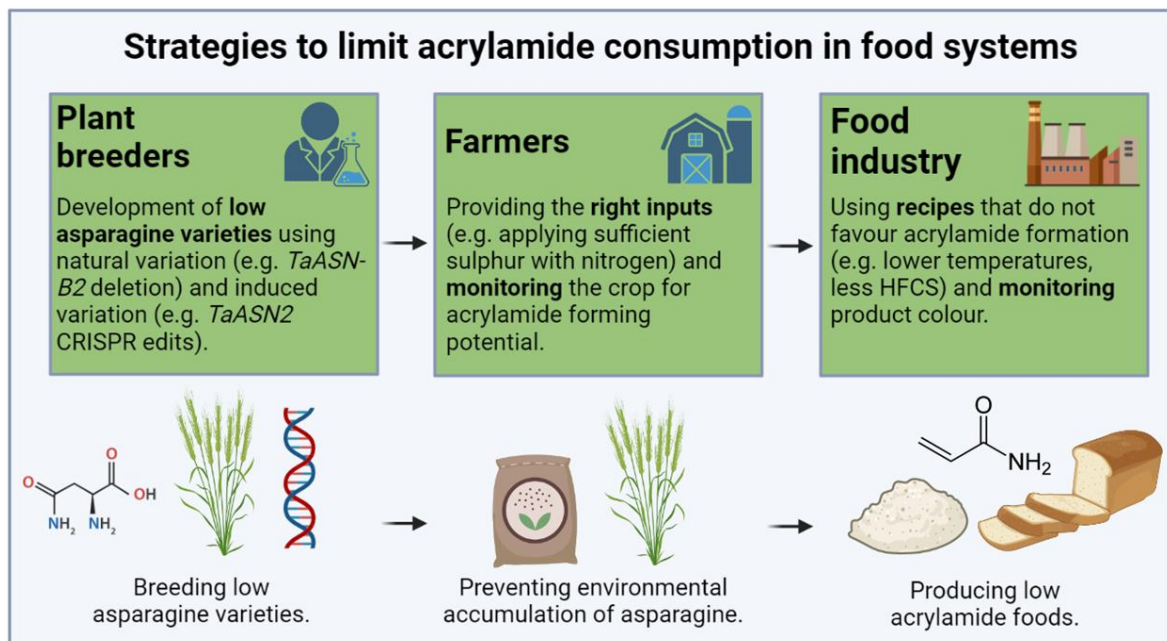 Strategies to limit acrylamide consumption in food systems
Plant
breeders
Development of low
asparagine varieties using
natural variation (e.g. TaASN-
B2 deletion) and induced
variation (e.g. TaASN2
CRISPR edits).
Farmers
Providing the right inputs
(e.g. applying sufficient
sulphur with nitrogen) and
monitoring the crop for
acrylamide forming
potential.
Food
industry
Using recipes that do not
favour acrylamide formation
(e.g. lower temperatures,
less HFCS) and monitoring
product colour.
O
O
OH
NH₂
NH₂
Breeding low
asparagine varieties.
Preventing environmental
accumulation of asparagine.
O
NH₂
Producing low
acrylamide foods.